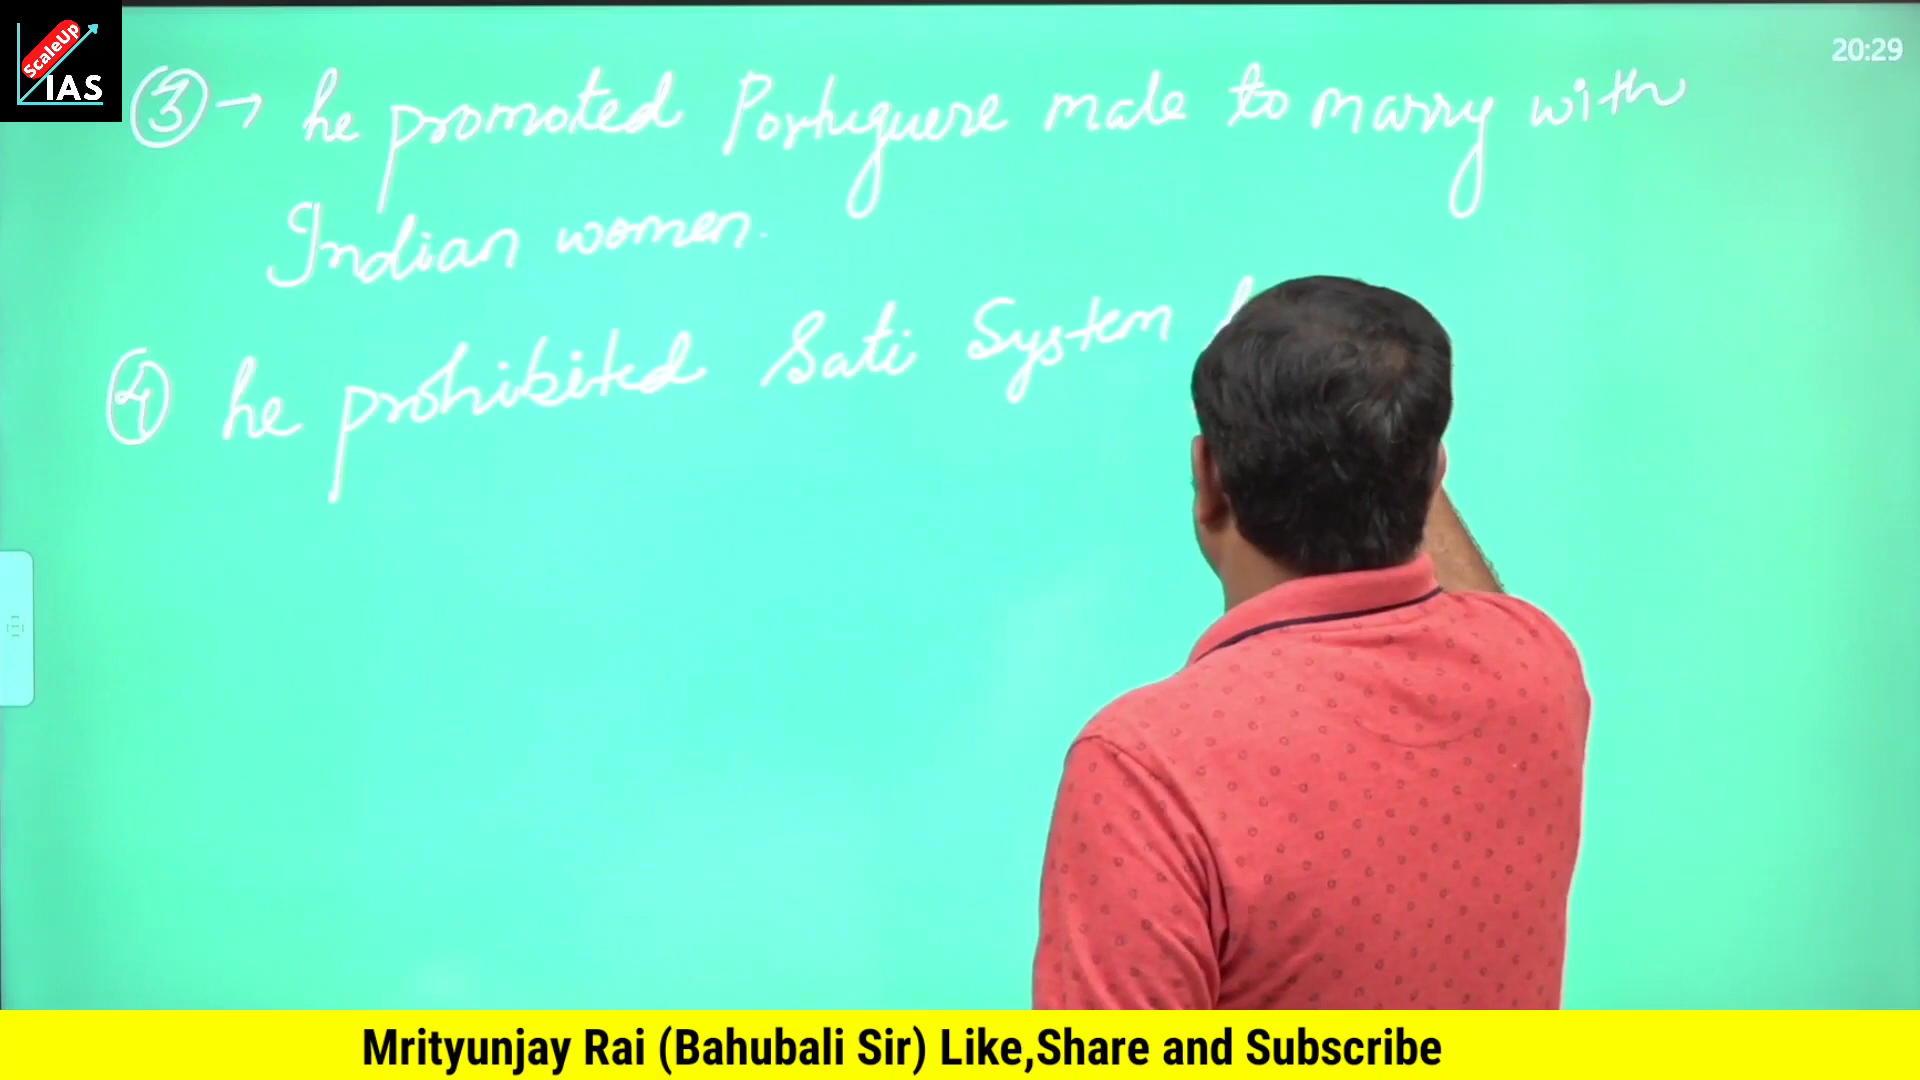 ScaleUp
IAS
20:29
③ → he promoted Portuguese male to marry with
Indian women.
④ he prohibited Sati System
Mrityunjay Rai (Bahubali Sir) Like,Share and Subscribe